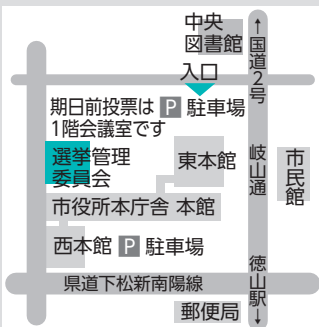 中央
図書館
↑国道2号
入口
期日前投票は P 駐車場
1階会議室です
選挙管理
委員会
東本館
岐山通
市民館
市役所本庁舎 本館
西本館 P 駐車場
徳山駅↓
県道下松新南陽線
郵便局